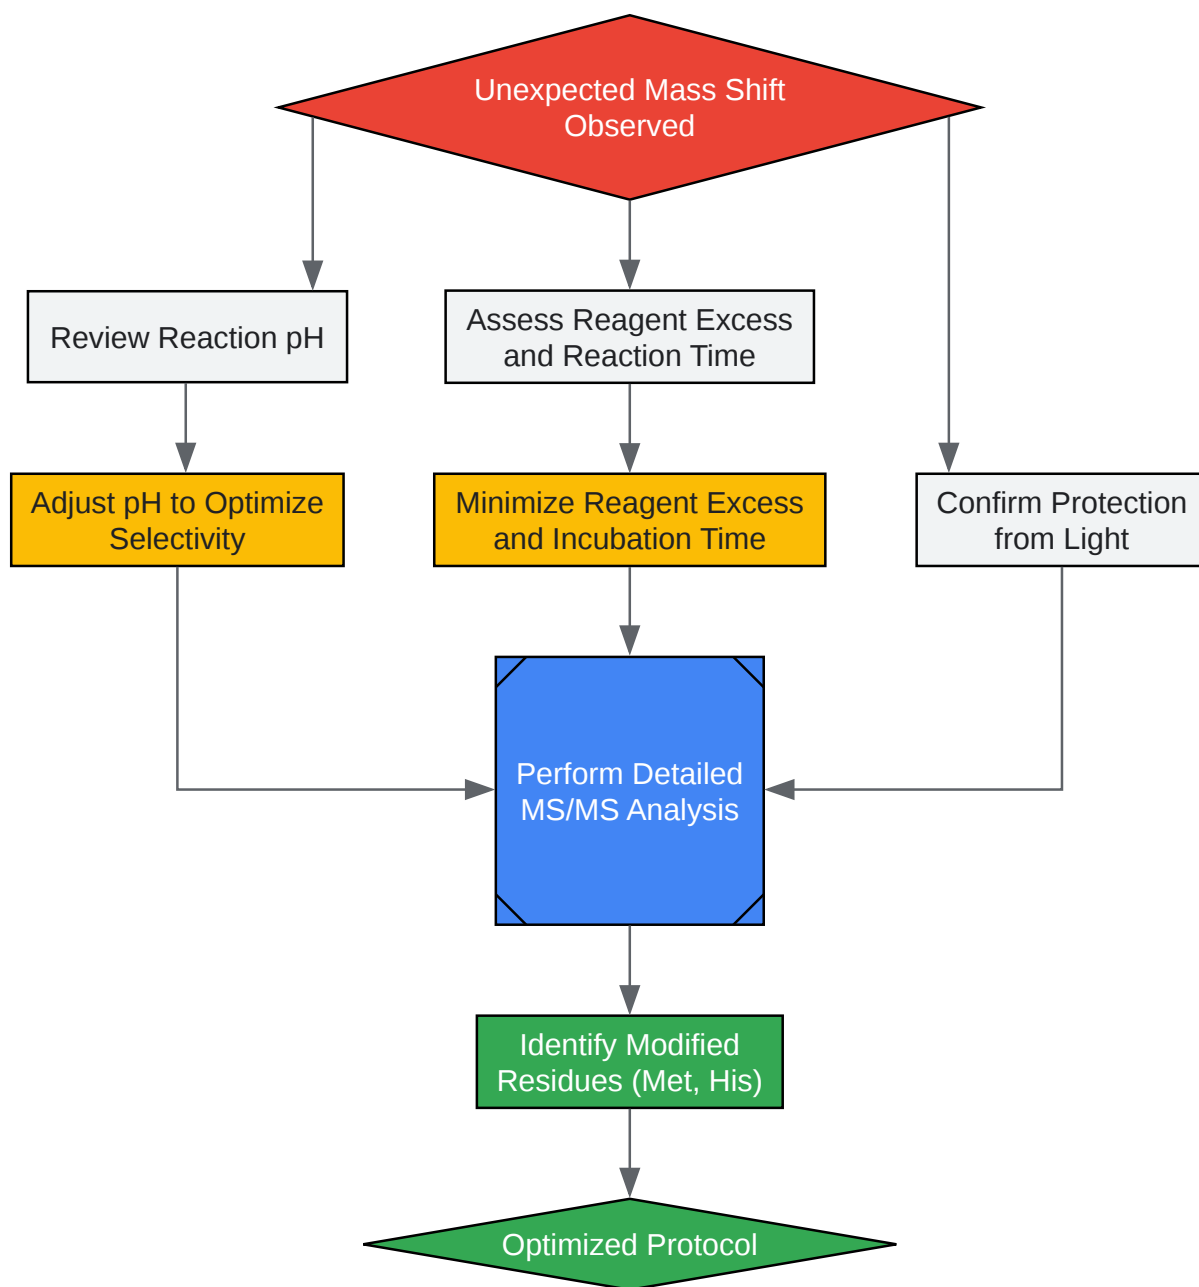 Unexpected Mass Shift
Observed
Review Reaction pH
Assess Reagent Excess
and Reaction Time
Adjust pH to Optimize
Selectivity
Minimize Reagent Excess
and Incubation Time
Confirm Protection
from Light
Perform Detailed
MS/MS Analysis
Identify Modified
Residues (Met, His)
Optimized Protocol